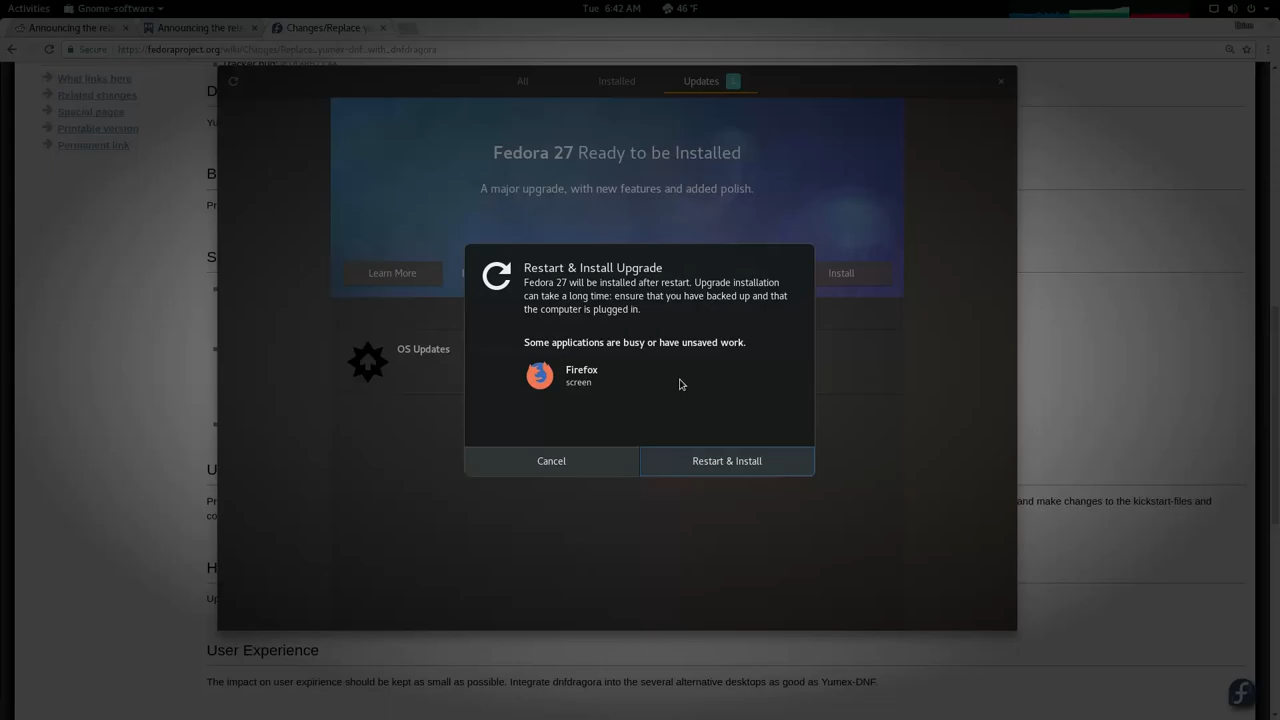 Activities
Gnome-software
Tue 6:42 AM
46 °F
Announcing the rele
Announcing the rele
Changes/Replace yu
Secure
https://fedoraproject.org/wiki/Changes/Replace_yumex-dnf_with_dnfdragora
What links here
Related changes
Special pages
Printable version
Permanent link
All
Installed
Updates
Fedora 27 Ready to be Installed
A major upgrade, with new features and added polish.
Learn More
Install
Restart & Install Upgrade
Fedora 27 will be installed after restart. Upgrade installation
can take a long time: ensure that you have backed up and that
the computer is plugged in.
Some applications are busy or have unsaved work.
Firefox
screen
OS Updates
Cancel
Restart & Install
and make changes to the kickstart-files and
User Experience
The impact on user expirience should be kept as small as possible. Integrate dnfdragora into the several alternative desktops as good as Yumex-DNF.